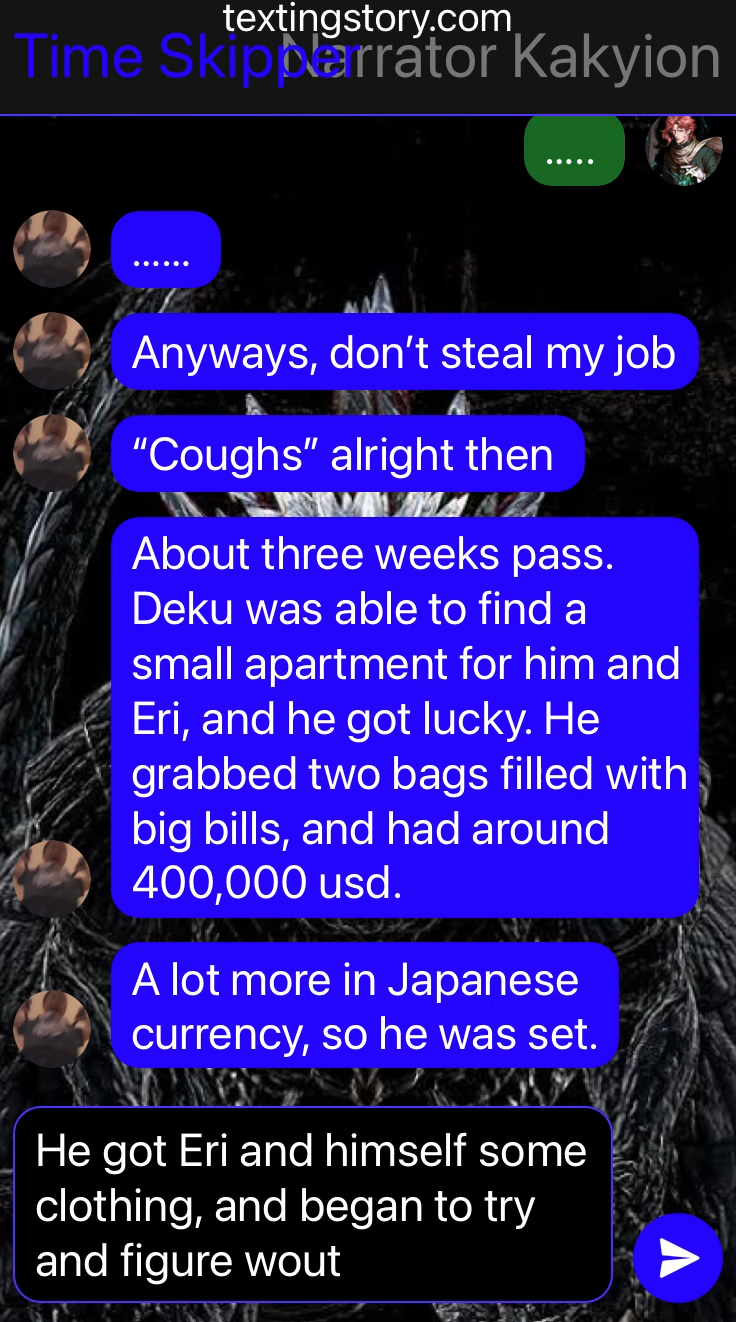 textingstory.com
Time Skipper
Narrator Kakyion
.....
......
Anyways, don’t steal my job
“Coughs” alright then
About three weeks pass.
Deku was able to find a
small apartment for him and
Eri, and he got lucky. He
grabbed two bags filled with
big bills, and had around
400,000 usd.
A lot more in Japanese
currency, so he was set.
He got Eri and himself some
clothing, and began to try
and figure wout